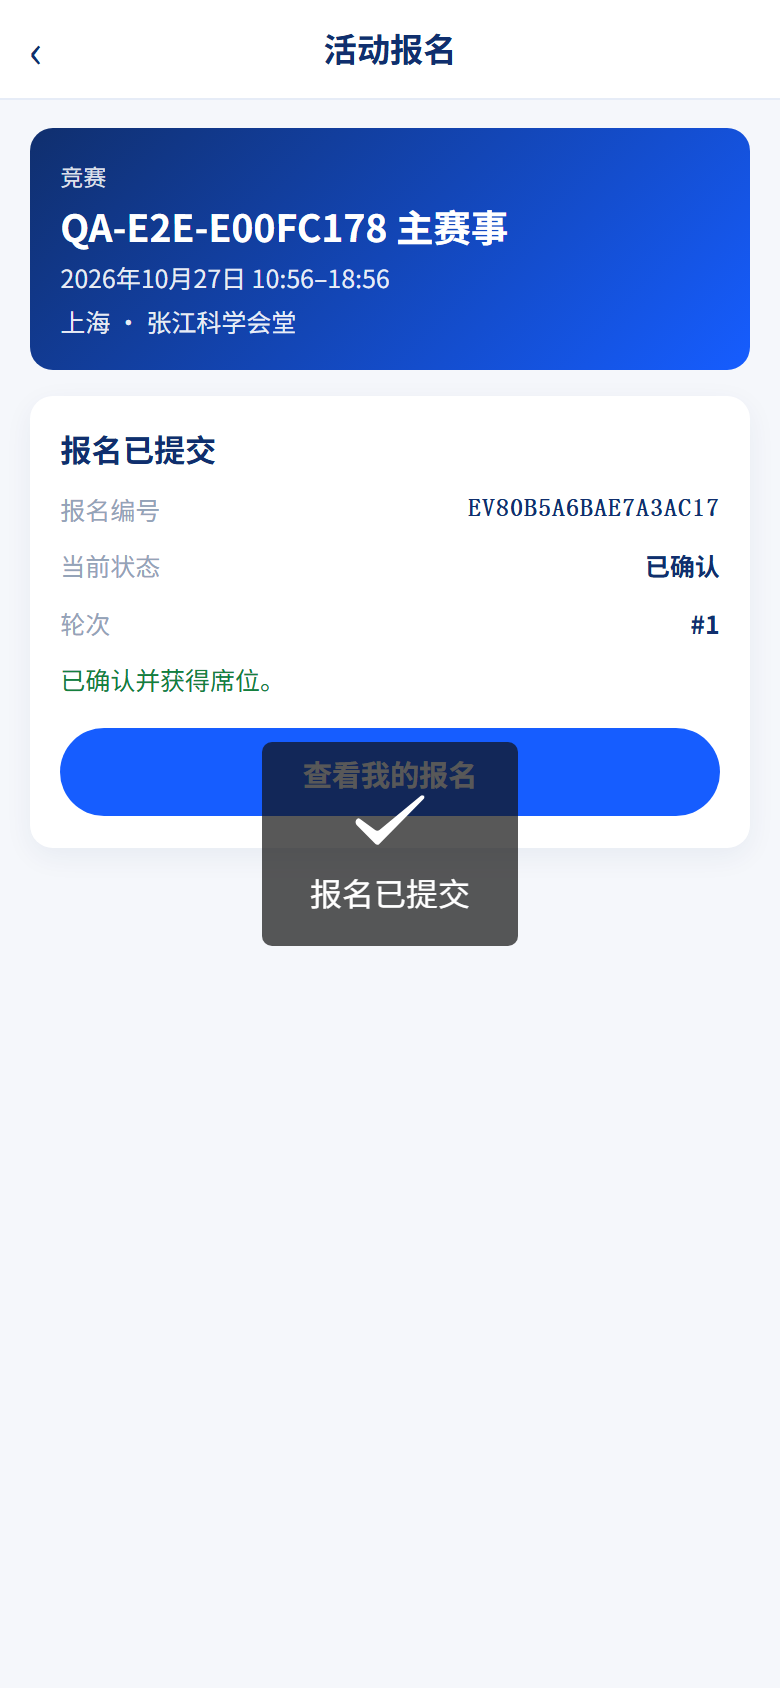 活动报名
竞赛
QA-E2E-E00FC178 主赛事
2026年10月27日 10:56–18:56
上海 · 张江科学会堂
报名已提交
报名编号 EV80B5A6BAE7A3AC17
当前状态 已确认
轮次 #1
已确认并获得席位。
查看我的报名
报名已提交